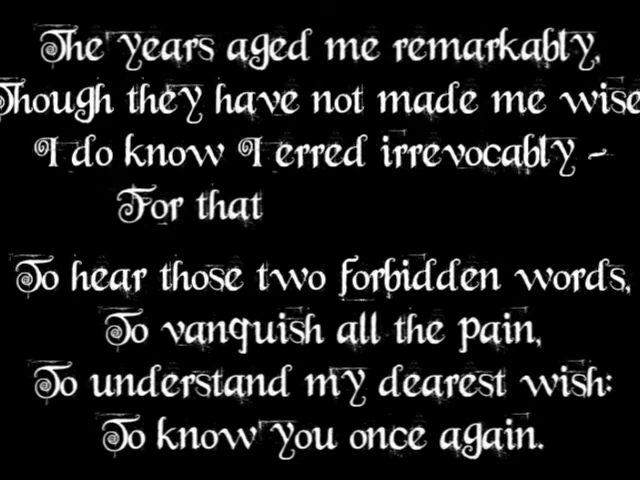 The years aged me remarkably,
Though they have not made me wise
I do know I erred irrevocably -
For that
To hear those two forbidden words,
To vanquish all the pain,
To understand my dearest wish:
To know you once again.